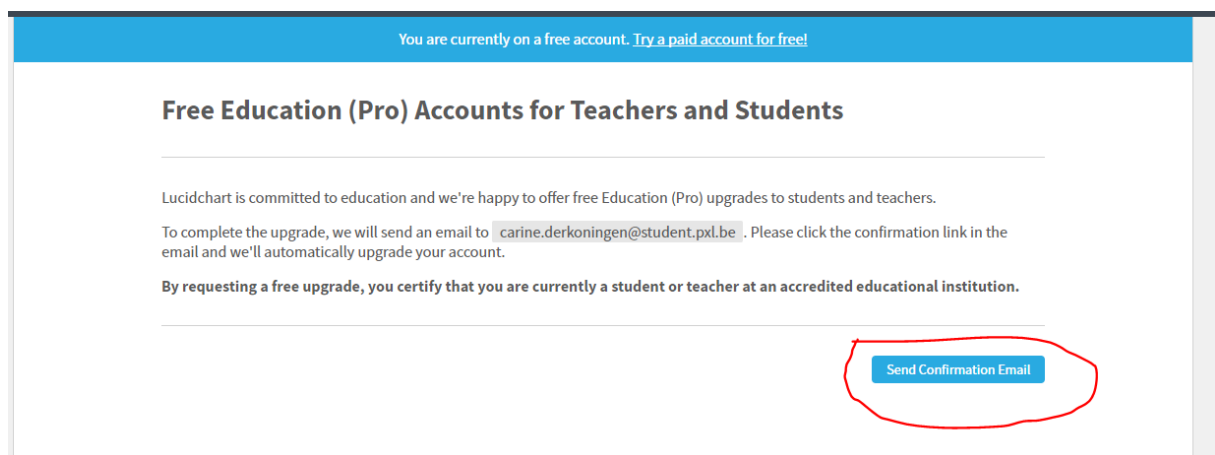 You are currently on a free account. Try a paid account for free!
Free Education (Pro) Accounts for Teachers and Students
Lucidchart is committed to education and we're happy to offer free Education (Pro) upgrades to students and teachers.
To complete the upgrade, we will send an email to carine.derkoningen@student.pxl.be . Please click the confirmation link in the
email and we'll automatically upgrade your account.
By requesting a free upgrade, you certify that you are currently a student or teacher at an accredited educational institution.
Send Confirmation Email